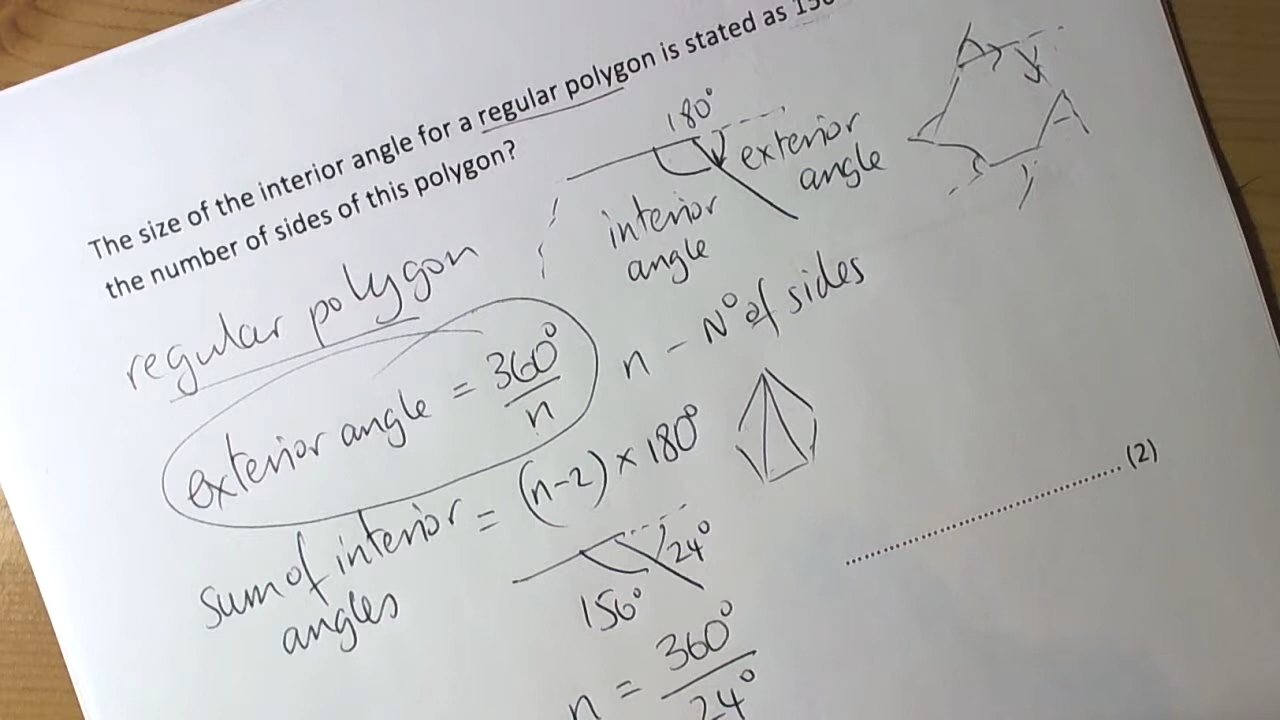 The size of the interior angle for a regular polygon is stated as
the number of sides of this polygon?
180°
exterior
angle
interior
angle
regular polygon
exterior angle = 360°/n
n - N° of sides
sum of interior = (n-2) × 180°
angles
24°
156°
n = 360°/24°
(2)